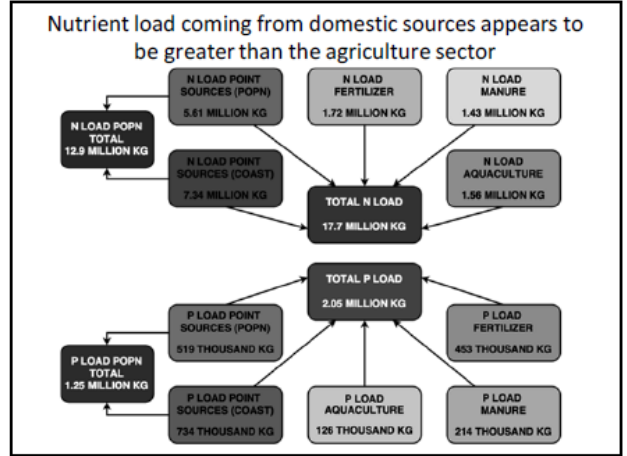 Nutrient load coming from domestic sources appears to
be greater than the agriculture sector
N LOAD POINT
SOURCES (POPN)
5.61 MILLION KG
N LOAD
FERTILIZER
1.72 MILLION KG
N LOAD
MANURE
1.43 MILLION KG
N LOAD POPN
TOTAL
12.9 MILLION KG
N LOAD POINT
SOURCES (COAST)
7.34 MILLION KG
TOTAL N LOAD
17.7 MILLION KG
N LOAD
AQUACULTURE
1.56 MILLION KG
TOTAL P LOAD
2.05 MILLION KG
P LOAD POINT
SOURCES (POPN)
519 THOUSAND KG
P LOAD
FERTILIZER
453 THOUSAND KG
P LOAD POPN
TOTAL
1.25 MILLION KG
P LOAD POINT
SOURCES (COAST)
734 THOUSAND KG
P LOAD
AQUACULTURE
126 THOUSAND KG
P LOAD
MANURE
214 THOUSAND KG